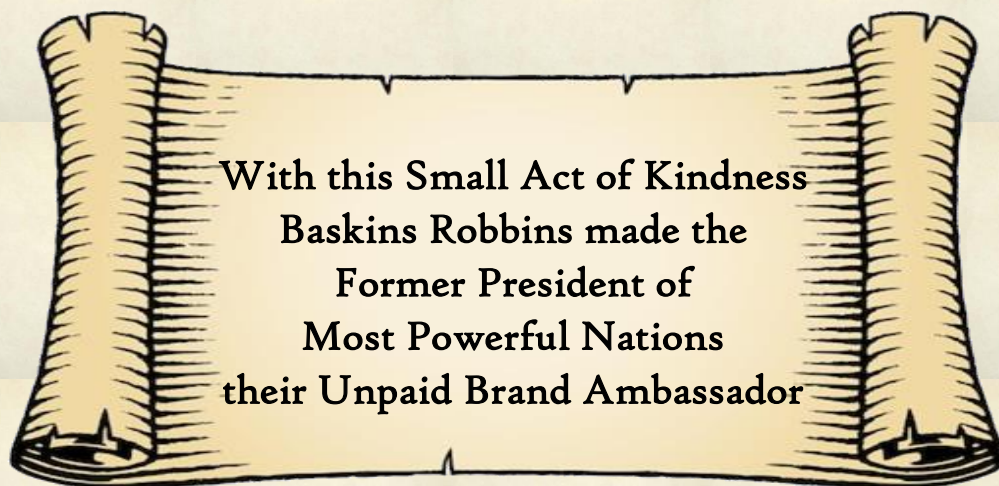 With this Small Act of Kindness
Baskins Robbins made the
Former President of
Most Powerful Nations
their Unpaid Brand Ambassador